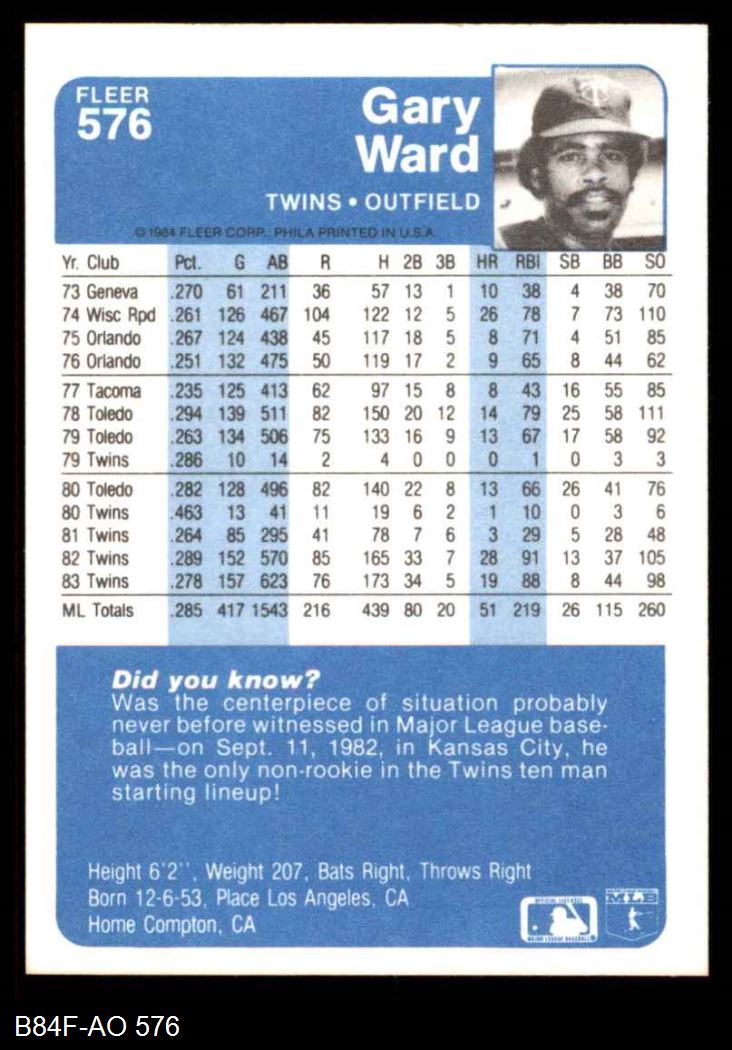 FLEER
576
Gary
Ward
TWINS • OUTFIELD
© 1984 FLEER CORP., PHILA PRINTED IN U.S.A.
Yr. Club Pct. G AB R H 2B 3B HR RBI SB BB SO
73 Geneva .270 61 211 36 57 13 1 10 38 4 38 70
74 Wisc Rpd .261 126 467 104 122 12 5 26 78 7 73 110
75 Orlando .267 124 438 45 117 18 5 8 71 4 51 85
76 Orlando .251 132 475 50 119 17 2 9 65 8 44 62
77 Tacoma .235 125 413 62 97 15 8 8 43 16 55 85
78 Toledo .294 139 511 82 150 20 12 14 79 25 58 111
79 Toledo .263 134 506 75 133 16 9 13 67 17 58 92
79 Twins .286 10 14 2 4 0 0 0 1 0 3 3
80 Toledo .282 128 496 82 140 22 8 13 66 26 41 76
80 Twins .463 13 41 11 19 6 2 1 10 0 3 6
81 Twins .264 85 295 41 78 7 6 3 29 5 28 48
82 Twins .289 152 570 85 165 33 7 28 91 13 37 105
83 Twins .278 157 623 76 173 34 5 19 88 8 44 98
ML Totals .285 417 1543 216 439 80 20 51 219 26 115 260
Did you know?
Was the centerpiece of situation probably
never before witnessed in Major League base-
ball—on Sept. 11, 1982, in Kansas City, he
was the only non-rookie in the Twins ten man
starting lineup!
Height 6'2'', Weight 207, Bats Right, Throws Right
Born 12-6-53, Place Los Angeles, CA
Home Compton, CA
MAJOR LEAGUE BASEBALL
MLB
B84F-AO 576